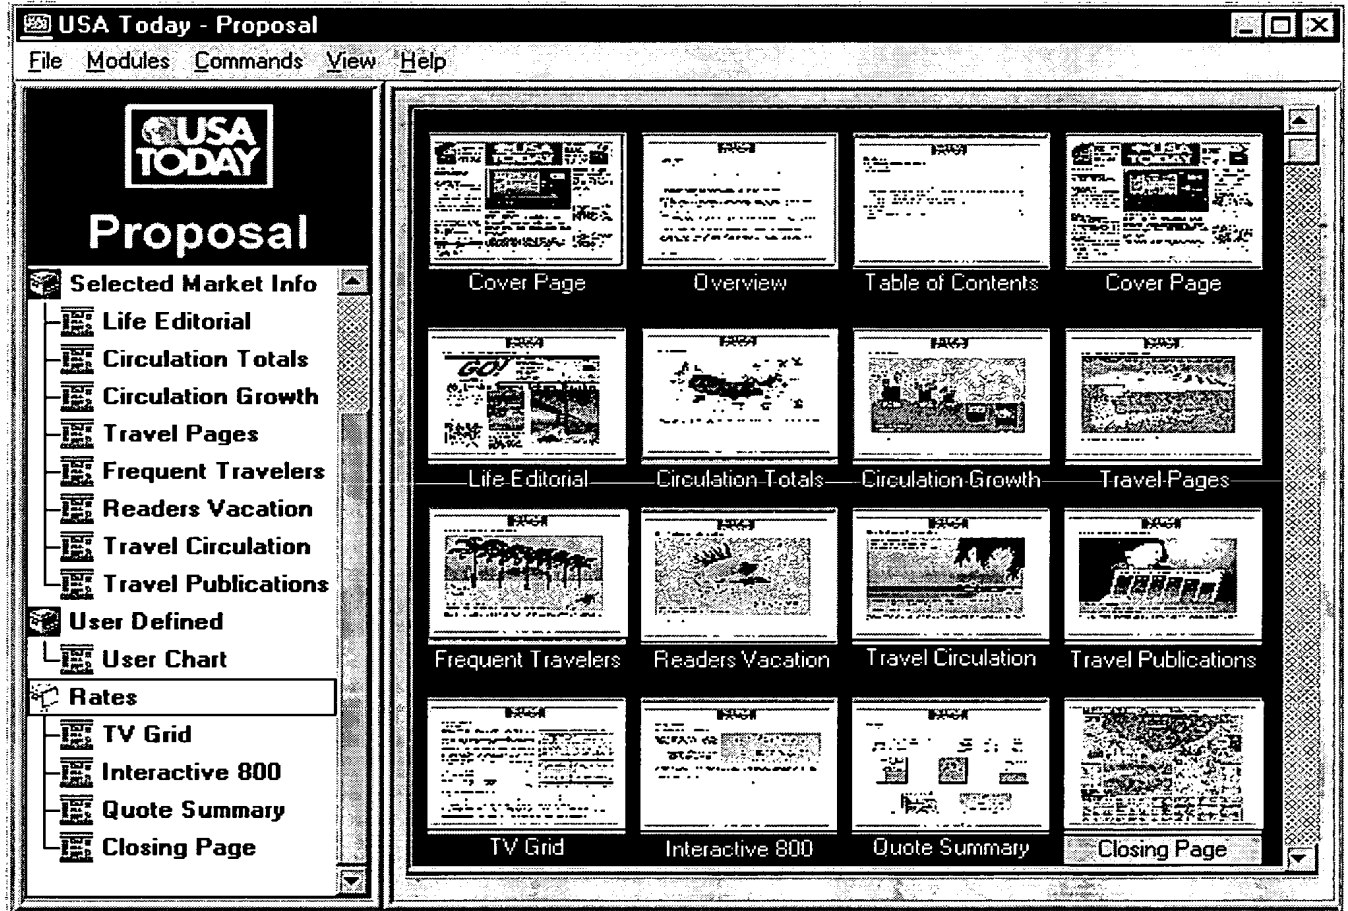 USA Today - Proposal
File Modules Commands View Help
USA
TODAY
Proposal
Selected Market Info
Life Editorial
Circulation Totals
Circulation Growth
Travel Pages
Frequent Travelers
Readers Vacation
Travel Circulation
Travel Publications
User Defined
User Chart
Rates
TV Grid
Interactive 800
Quote Summary
Closing Page
Cover Page Overview Table of Contents Cover Page
GO!
Life Editorial Circulation Totals Circulation Growth Travel Pages
Frequent Travelers Readers Vacation Travel Circulation Travel Publications
TV Grid Interactive 800 Quote Summary Closing Page